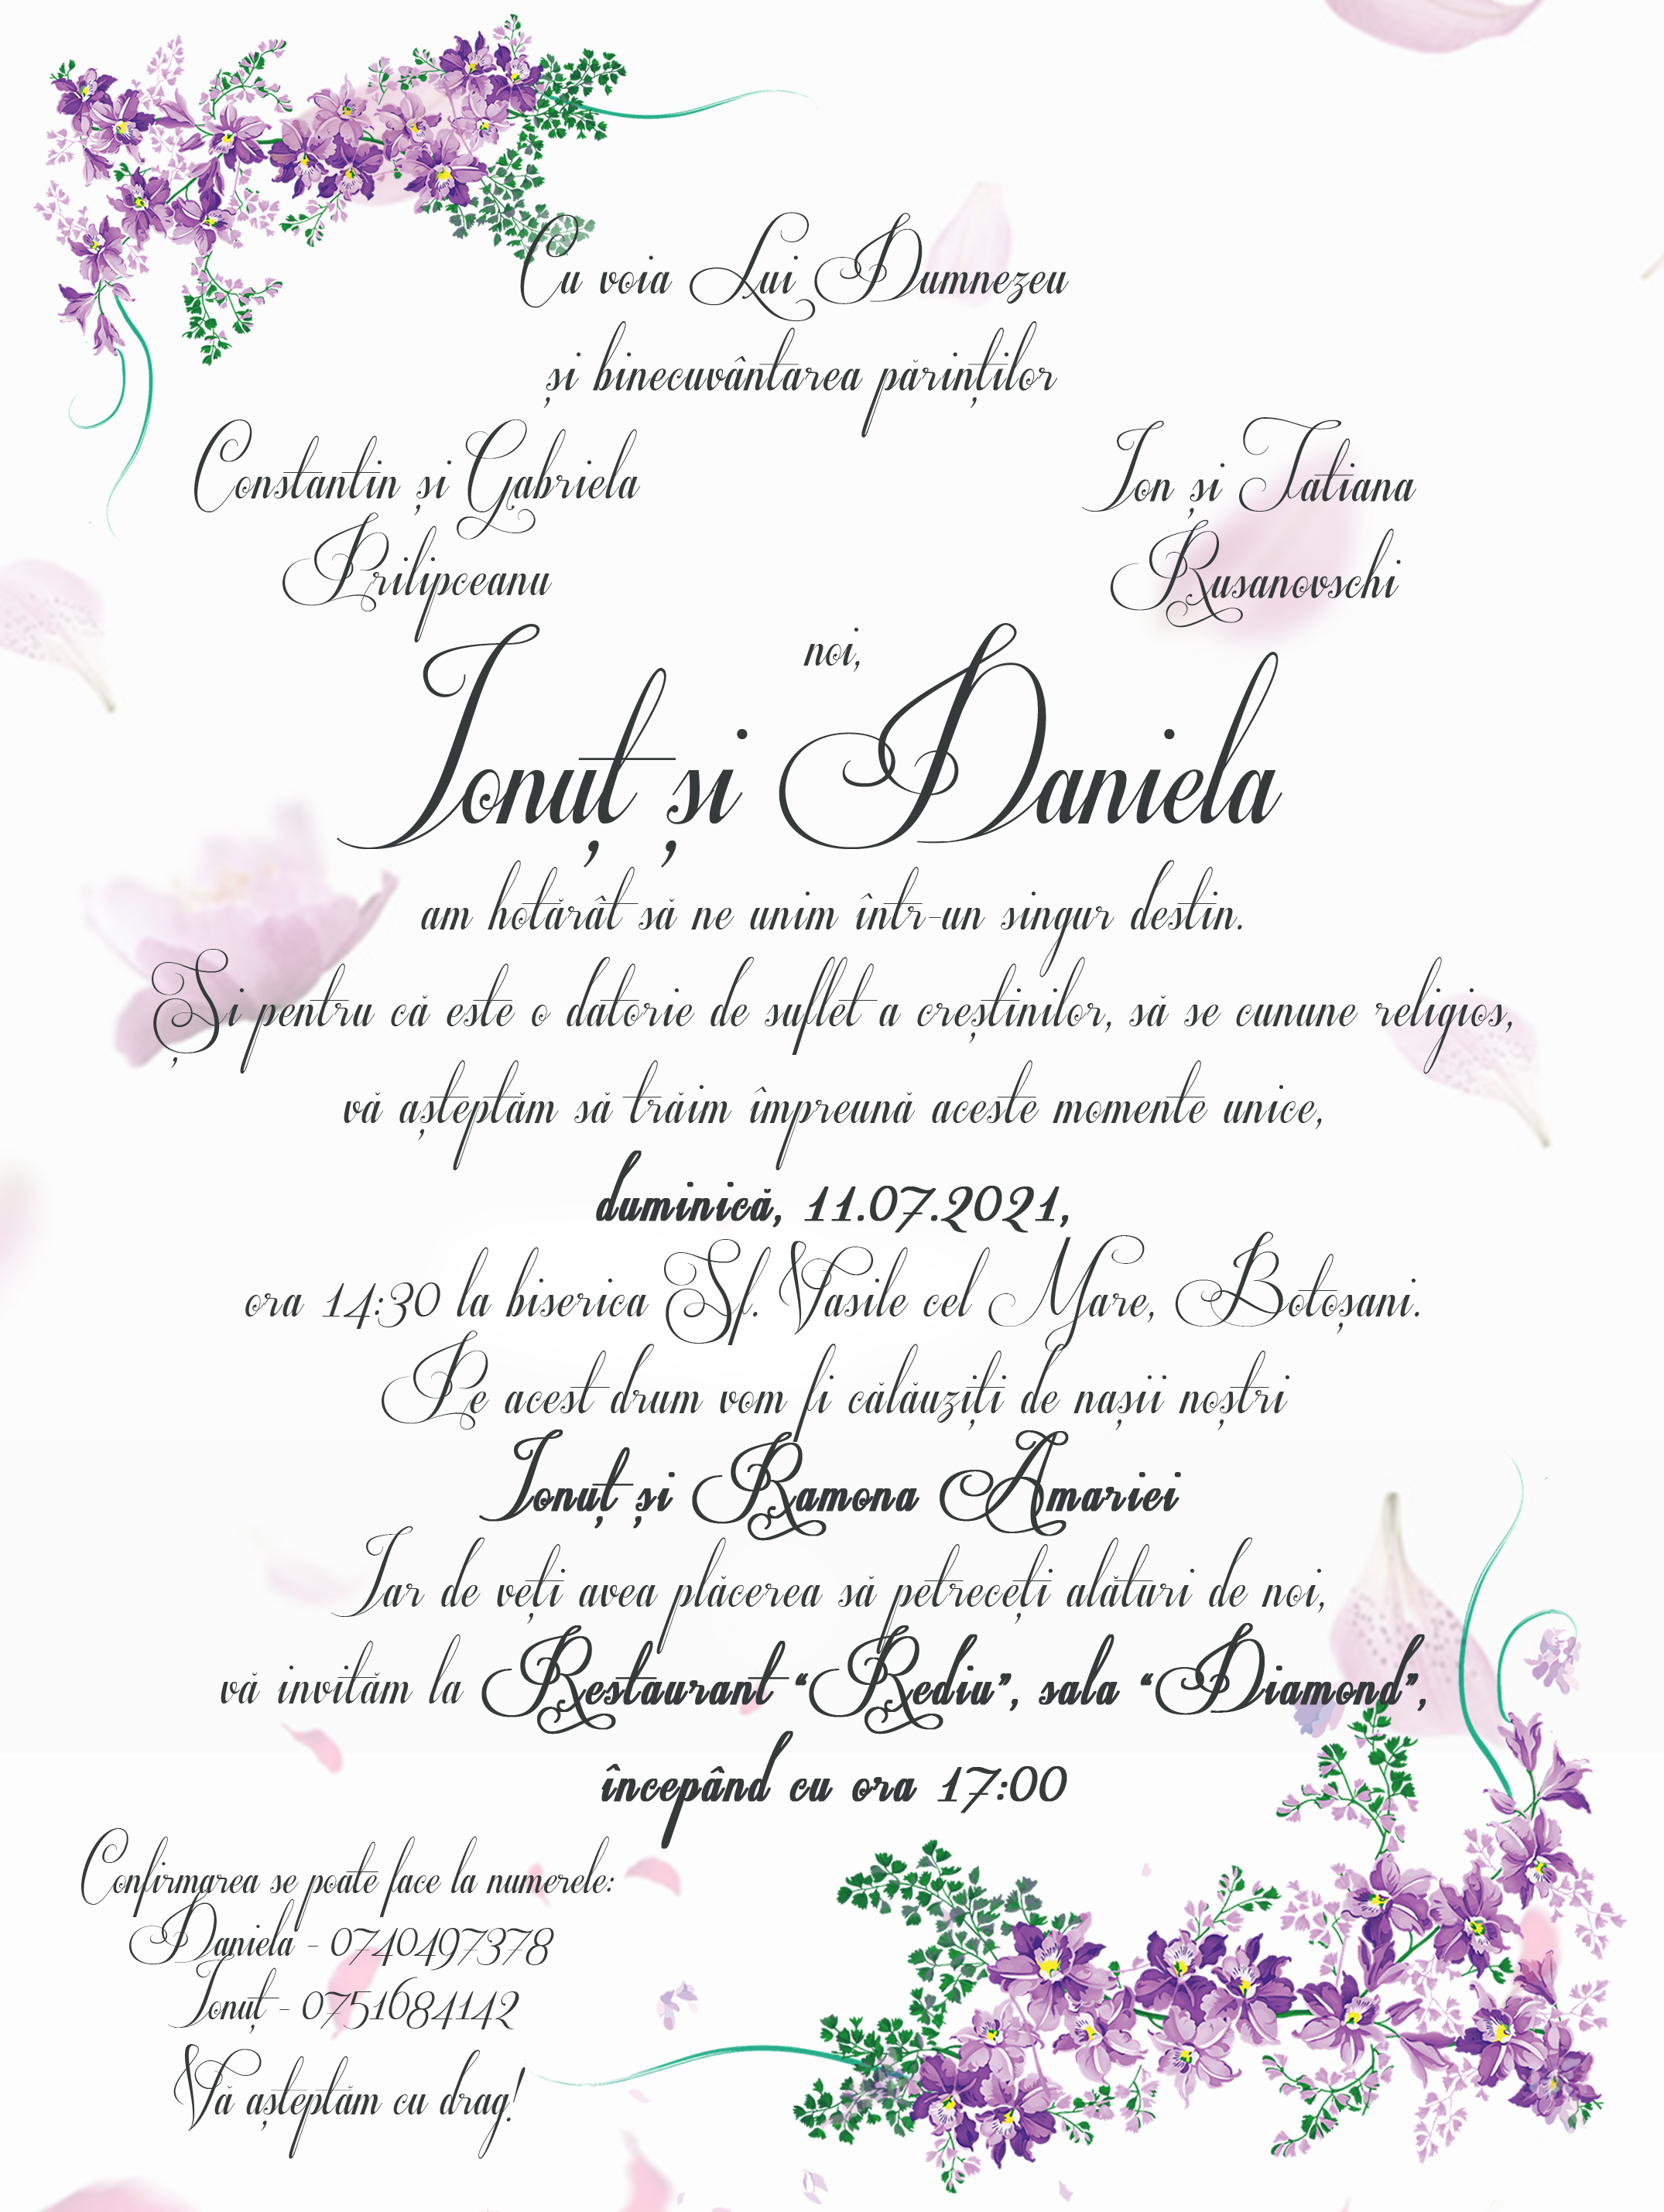 Cu voia Lui Dumnezeu
și binecuvântarea părinților
Constantin și Gabriela
Prilipceanu
Ion și Tatiana
Rusanovschi
noi,
Ionuț și Daniela
am hotărât să ne unim într-un singur destin.
Și pentru că este o datorie de suflet a creștinilor, să se cunune religios,
vă așteptăm să trăim împreună aceste momente unice,
duminică, 11.07.2021,
ora 14:30 la biserica Sf. Vasile cel Mare, Botoșani.
Pe acest drum vom fi călăuziți de nașii noștri
Ionuț și Ramona Amariei
Iar de veți avea plăcerea să petreceți alături de noi,
vă invităm la Restaurant “Rediu”, sala “Diamond”,
începând cu ora 17:00
Confirmarea se poate face la numerele:
Daniela - 0740497378
Ionuț - 0751684142
Vă așteptăm cu drag!